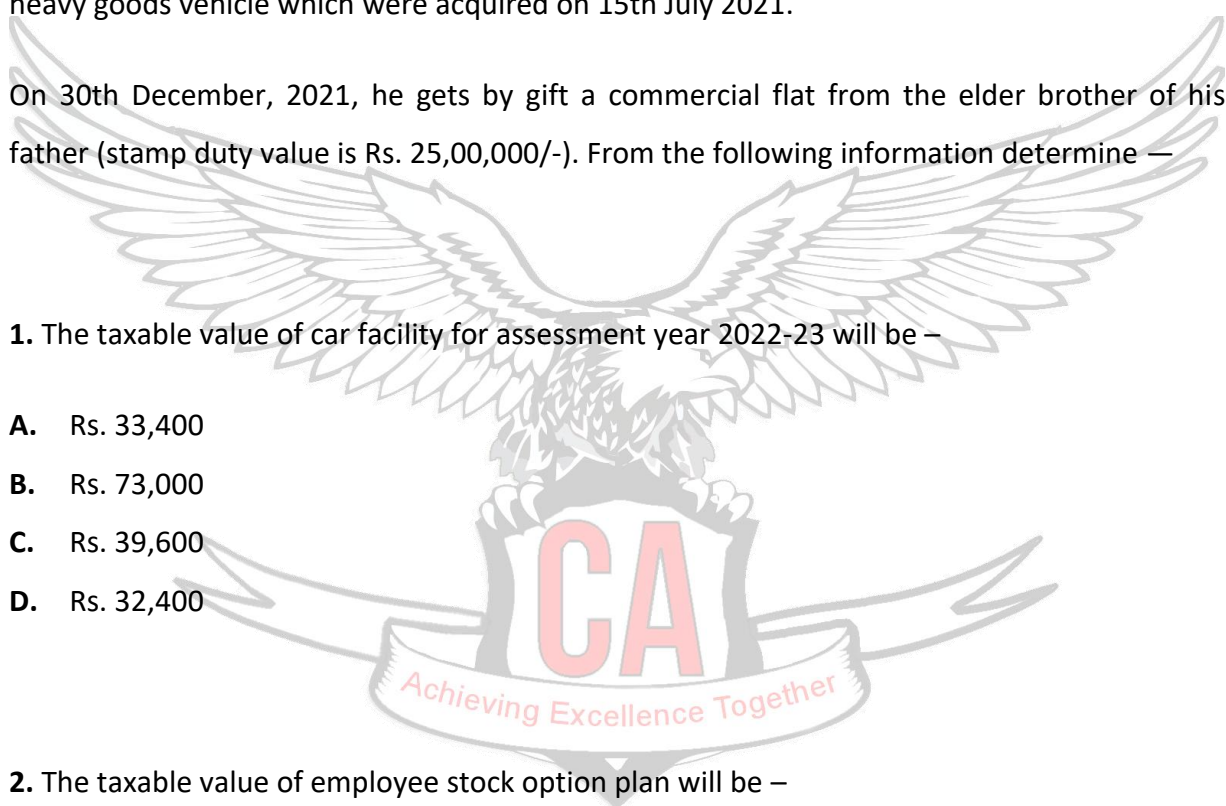 heavy goods vehicle which were acquired on 15th July 2021.
On 30th December, 2021, he gets by gift a commercial flat from the elder brother of his
father (stamp duty value is Rs. 25,00,000/-). From the following information determine —
1. The taxable value of car facility for assessment year 2022-23 will be –
A. Rs. 33,400
B. Rs. 73,000
C. Rs. 39,600
D. Rs. 32,400
CA
Achieving Excellence Together
2. The taxable value of employee stock option plan will be –